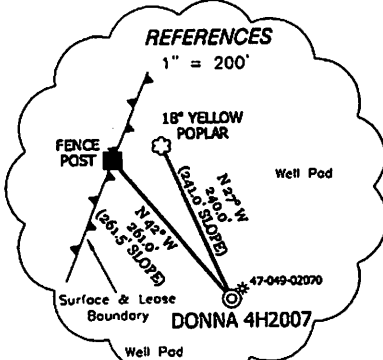 REFERENCES
1" = 200'
18" YELLOW
POPLAR
FENCE
POST
Well Pad
N 27° W
240.0'
(241.0' SLOPE)
N 42° W
261.0'
(261.5' SLOPE)
47-049-02070
Surface & Lease
Boundary
DONNA 4H2007
Well Pad